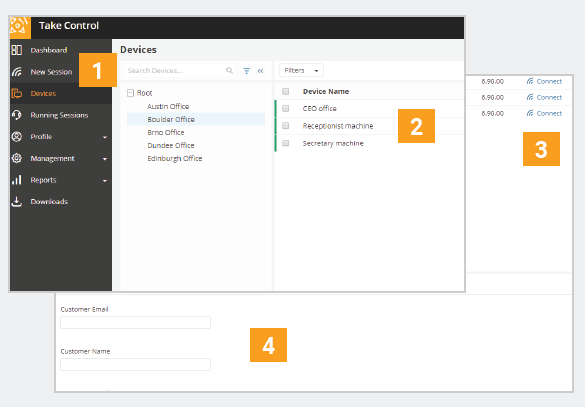 Take Control
Dashboard
New Session
Devices
Running Sessions
Profile
Management
Reports
Downloads
1
Devices
Search Devices...
Root
Austin Office
Boulder Office
Brno Office
Dundee Office
Edinburgh Office
Filters
Device Name
CEO office
Receptionist machine
Secretary machine
2
6.90.00 Connect
6.90.00 Connect
6.90.00 Connect
3
Customer Email
Customer Name
4